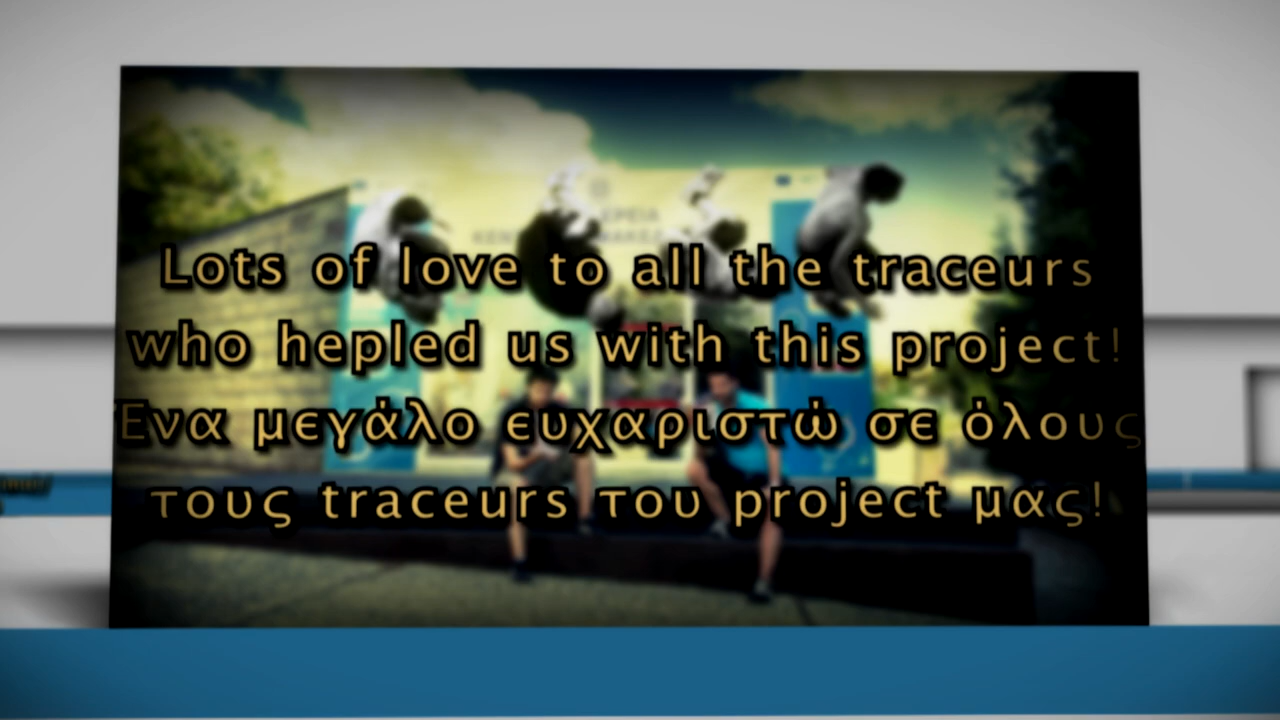 Lots of love to all the traceurs
who hepled us with this project!
Ένα μεγάλο ευχαριστώ σε όλους
τους traceurs του project μας!